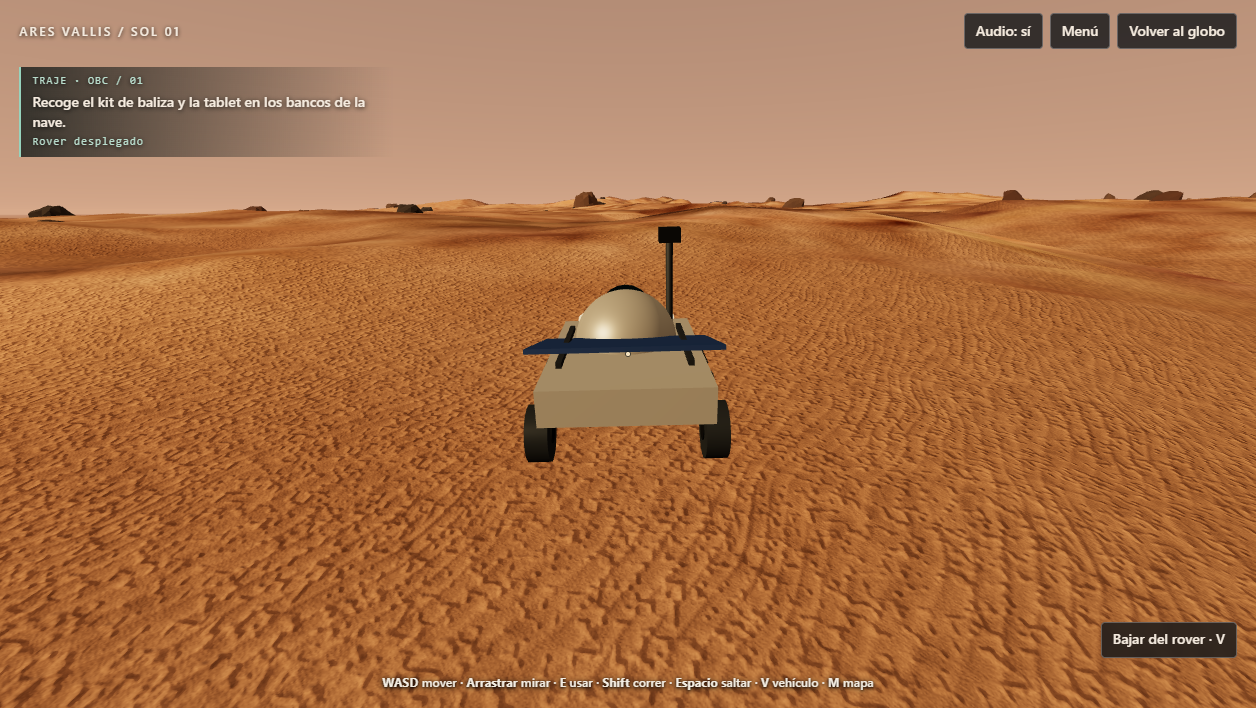 ARES VALLIS / SOL 01
Audio: sí
Menú
Volver al globo
TRAJE · OBC / 01
Recoge el kit de baliza y la tablet en los bancos de la
nave.
Rover desplegado
Bajar del rover · V
WASD mover · Arrastrar mirar · E usar · Shift correr · Espacio saltar · V vehículo · M mapa